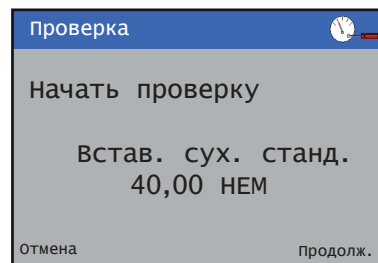 Проверка
Начать проверку
Встав. сух. станд.
40,00 НЕМ
Отмена Продолж.